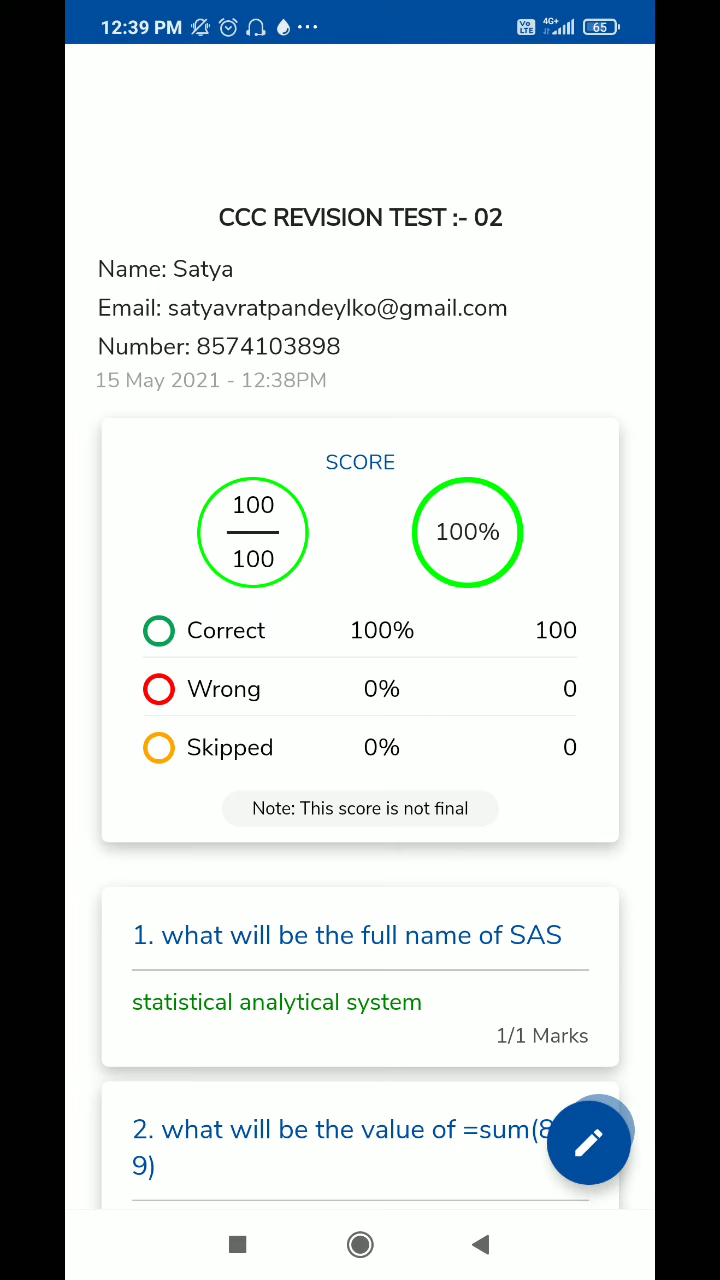 12:39 PM
Vo LTE 4G+ 65
CCC REVISION TEST :- 02
Name: Satya
Email: satyavratpandeylko@gmail.com
Number: 8574103898
15 May 2021 - 12:38PM
SCORE
100
100
100%
Correct 100% 100
Wrong 0% 0
Skipped 0% 0
Note: This score is not final
1. what will be the full name of SAS
statistical analytical system
1/1 Marks
2. what will be the value of =sum(8
9)